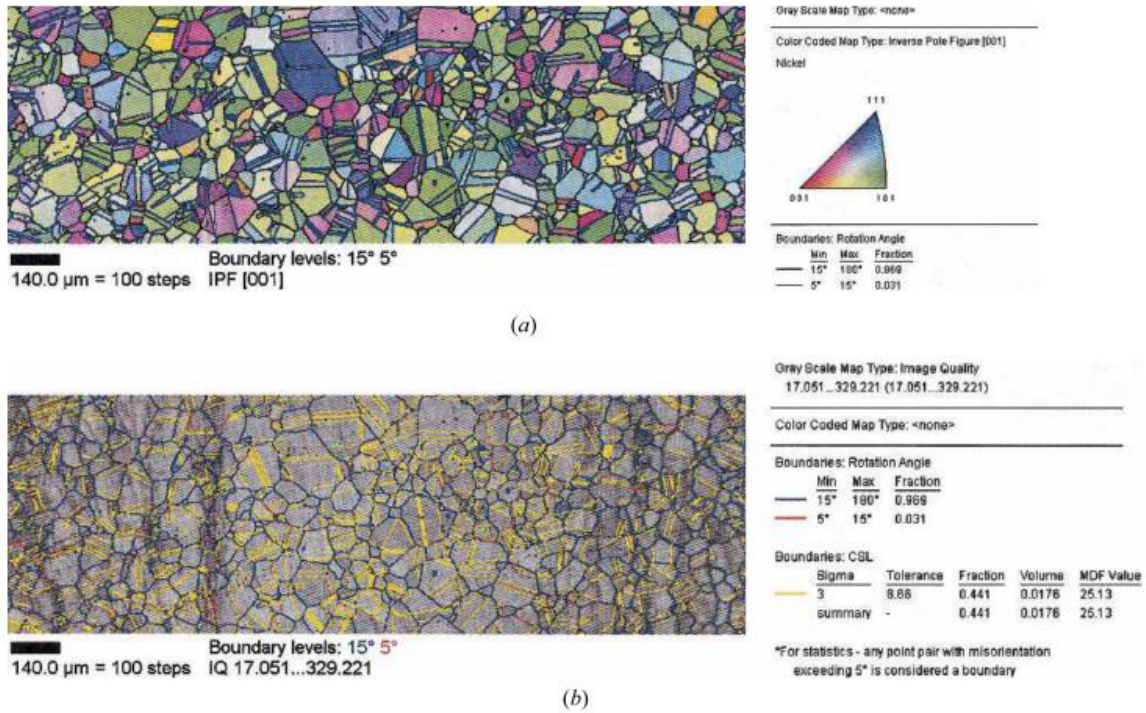 Gray Scale Map Type: <none>
Color Coded Map Type: Inverse Pole Figure [001]
Nickel
111
001 101
Boundaries: Rotation Angle
Min Max Fraction
15° 180° 0.969
5° 15° 0.031
Boundary levels: 15° 5°
140.0 µm = 100 steps IPF [001]
(a)
Gray Scale Map Type: Image Quality
17.051...329.221 (17.051...329.221)
Color Coded Map Type: <none>
Boundaries: Rotation Angle
Min Max Fraction
15° 180° 0.969
5° 15° 0.031
Boundaries: CSL
Sigma Tolerance Fraction Volume MDF Value
3 8.66 0.441 0.0176 25.13
summary - 0.441 0.0176 25.13
*For statistics - any point pair with misorientation
exceeding 5° is considered a boundary
Boundary levels: 15° 5°
140.0 µm = 100 steps IQ 17.051...329.221
(b)